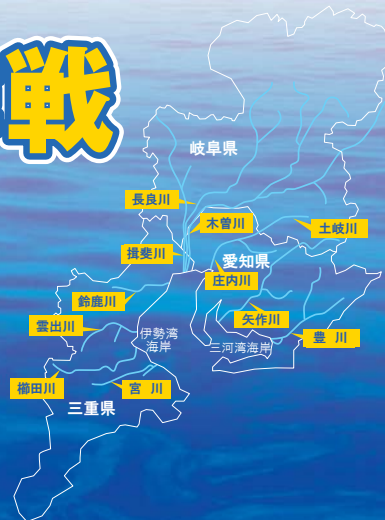 戦
岐阜県
長良川
木曽川
土岐川
揖斐川
愛知県
庄内川
鈴鹿川
雲出川
矢作川
伊勢湾
海岸
三河湾海岸
豊 川
櫛田川
宮 川
三重県